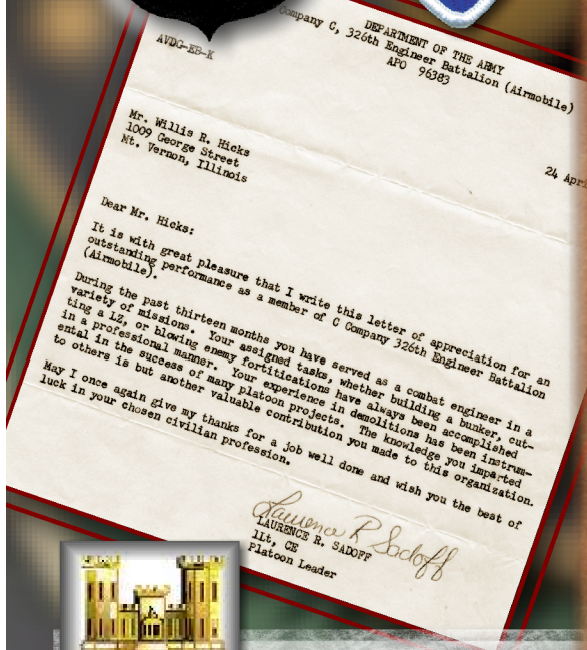 DEPARTMENT OF THE ARMY
Company C, 326th Engineer Battalion (Airmobile)
APO 96383
AVDG-EB-K
24 Apri
Mr. Willis R. Hicks
1009 George Street
Mt. Vernon, Illinois
Dear Mr. Hicks:
It is with great pleasure that I write this letter of appreciation for an
outstanding performance as a member of C Company 326th Engineer Battalion
(Airmobile).
During the past thirteen months you have served as a combat engineer in a
variety of missions. Your assigned tasks, whether building a bunker, cut-
ting a LZ, or blowing enemy fortifications have always been accomplished
in a professional manner. Your experience in demolitions has been instrum-
ental in the success of many platoon projects. The knowledge you imparted
to others is but another valuable contribution you made to this organization.
May I once again give my thanks for a job well done and wish you the best of
luck in your chosen civilian profession.
Laurence R Sadoff
LAURENCE R. SADOFF
1Lt, CE
Platoon Leader